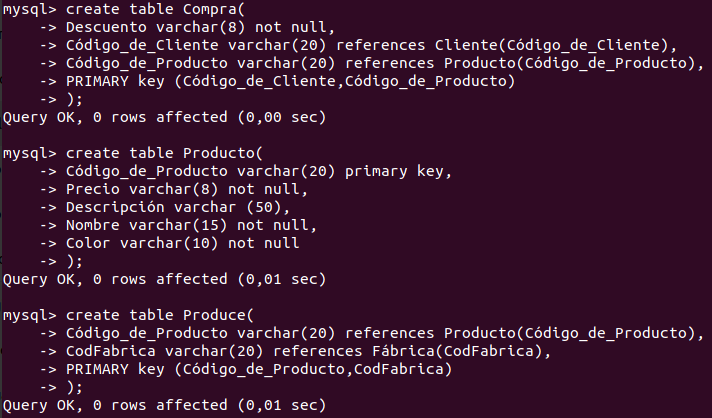 mysql> create table Compra(
-> Descuento varchar(8) not null,
-> Código_de_Cliente varchar(20) references Cliente(Código_de_Cliente),
-> Código_de_Producto varchar(20) references Producto(Código_de_Producto),
-> PRIMARY key (Código_de_Cliente,Código_de_Producto)
-> );
Query OK, 0 rows affected (0,00 sec)
mysql> create table Producto(
-> Código_de_Producto varchar(20) primary key,
-> Precio varchar(8) not null,
-> Descripción varchar (50),
-> Nombre varchar(15) not null,
-> Color varchar(10) not null
-> );
Query OK, 0 rows affected (0,01 sec)
mysql> create table Produce(
-> Código_de_Producto varchar(20) references Producto(Código_de_Producto),
-> CodFabrica varchar(20) references Fábrica(CodFabrica),
-> PRIMARY key (Código_de_Producto,CodFabrica)
-> );
Query OK, 0 rows affected (0,01 sec)